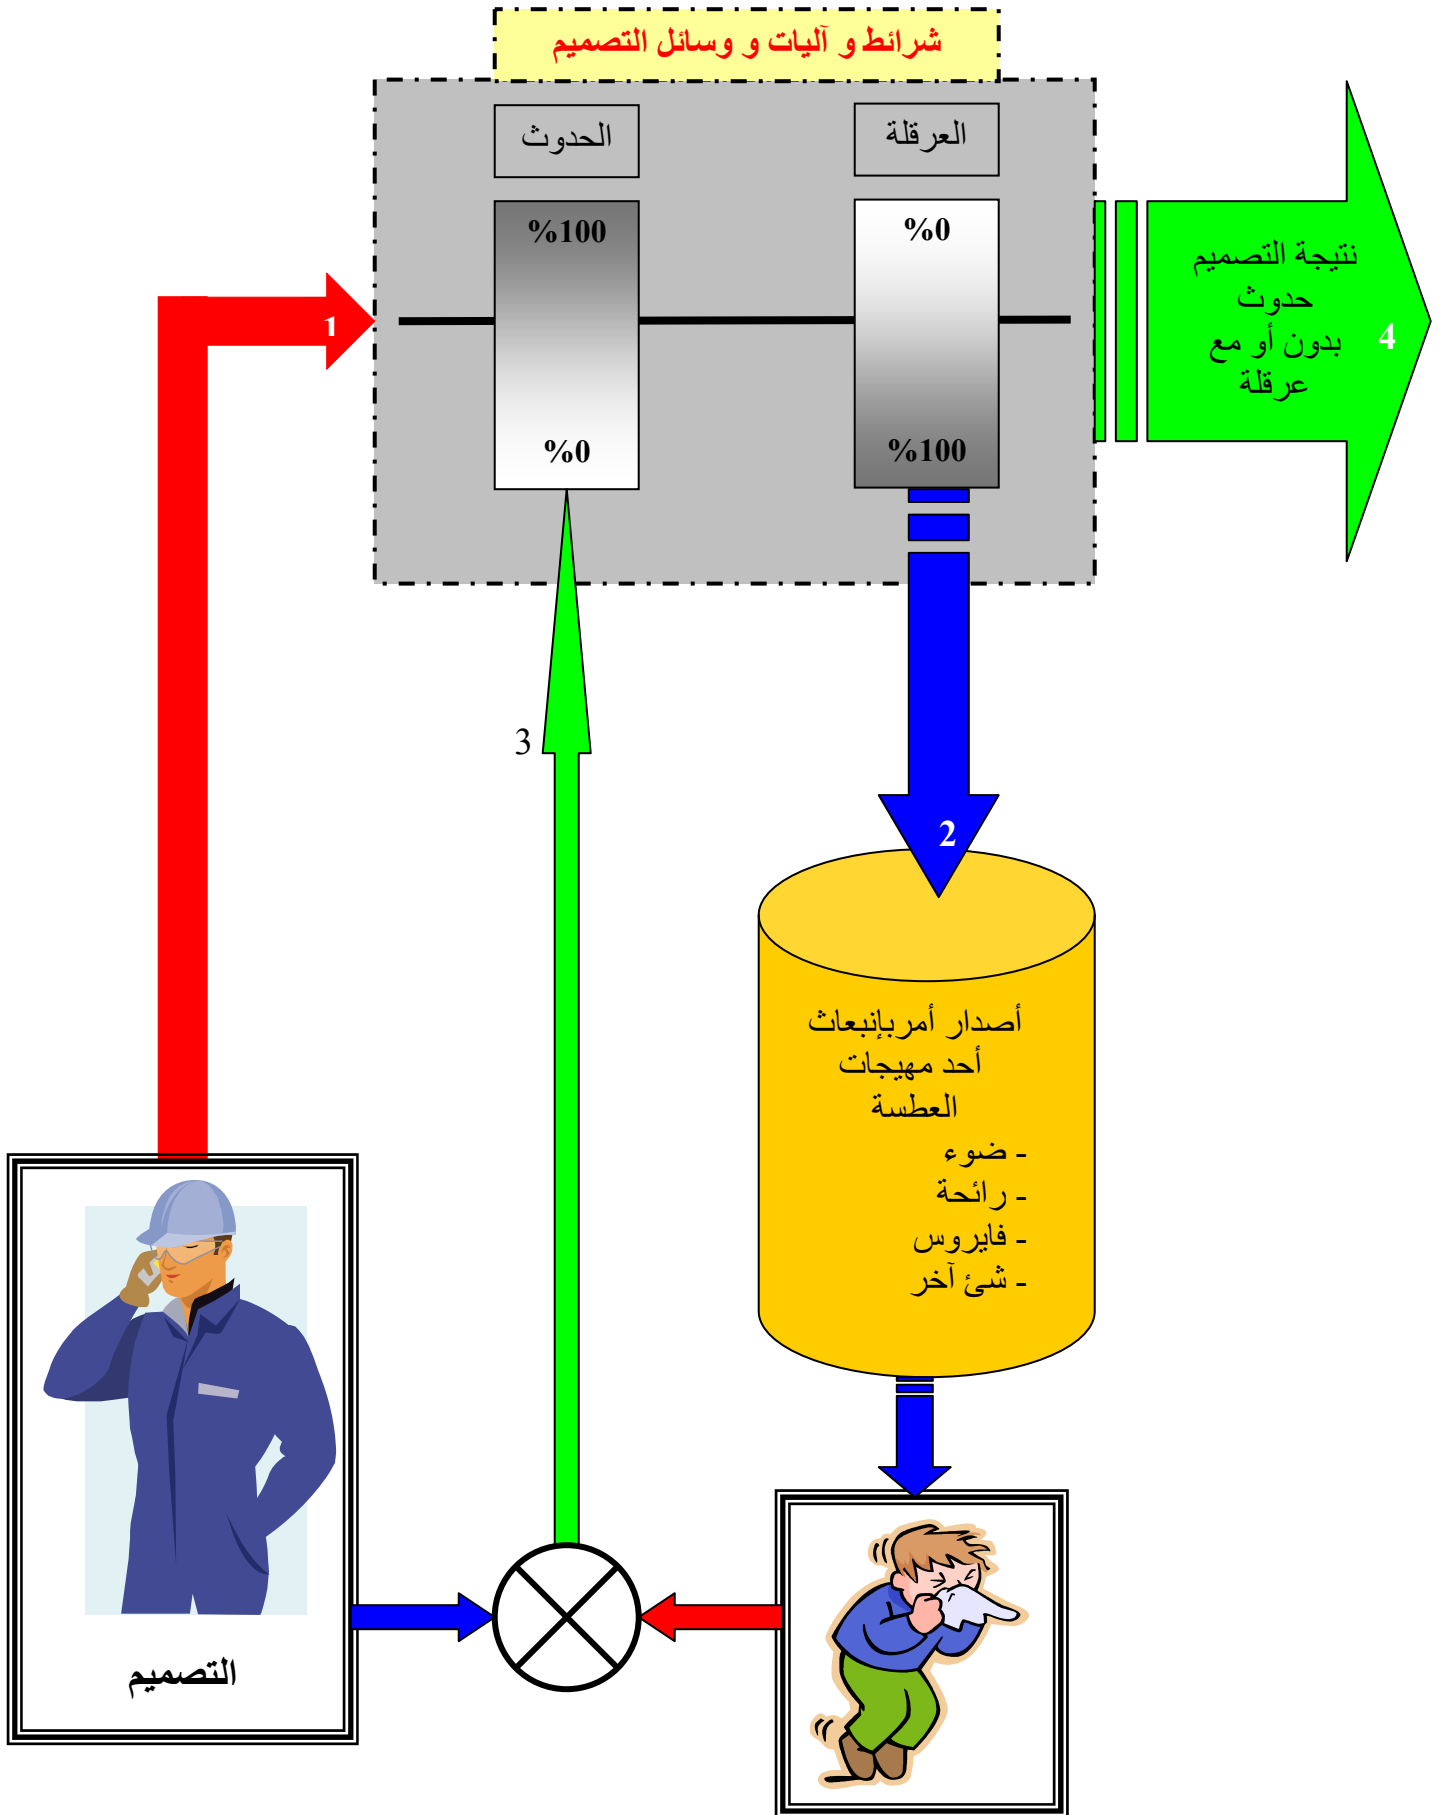 شرائط و آليات و وسائل التصميم
العرقلة
الحدوث
%0
%100
%100
%0
1
نتيجة التصميم
حدوث
بدون أو مع
عرقلة
4
3
2
أصدار أمربإنبعاث
أحد مهيجات
العطسة
- ضوء
- رائحة
- فايروس
- شئ آخر
التصميم